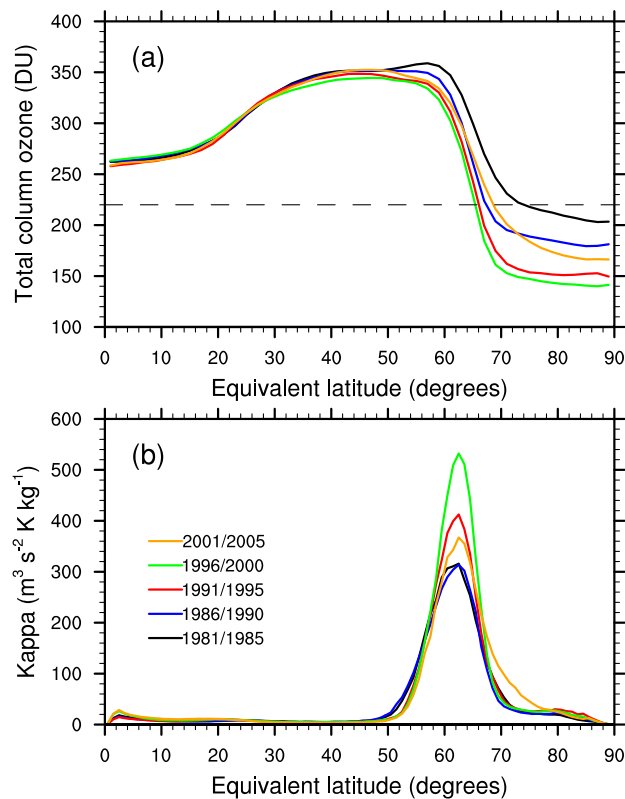 400
350
300
250
200
150
100
(a)
Total column ozone (DU)
0 10 20 30 40 50 60 70 80 90
Equivalent latitude (degrees)
600
500
400
300
200
100
0
(b)
Kappa (m³ s⁻² K kg⁻¹)
2001/2005
1996/2000
1991/1995
1986/1990
1981/1985
0 10 20 30 40 50 60 70 80 90
Equivalent latitude (degrees)